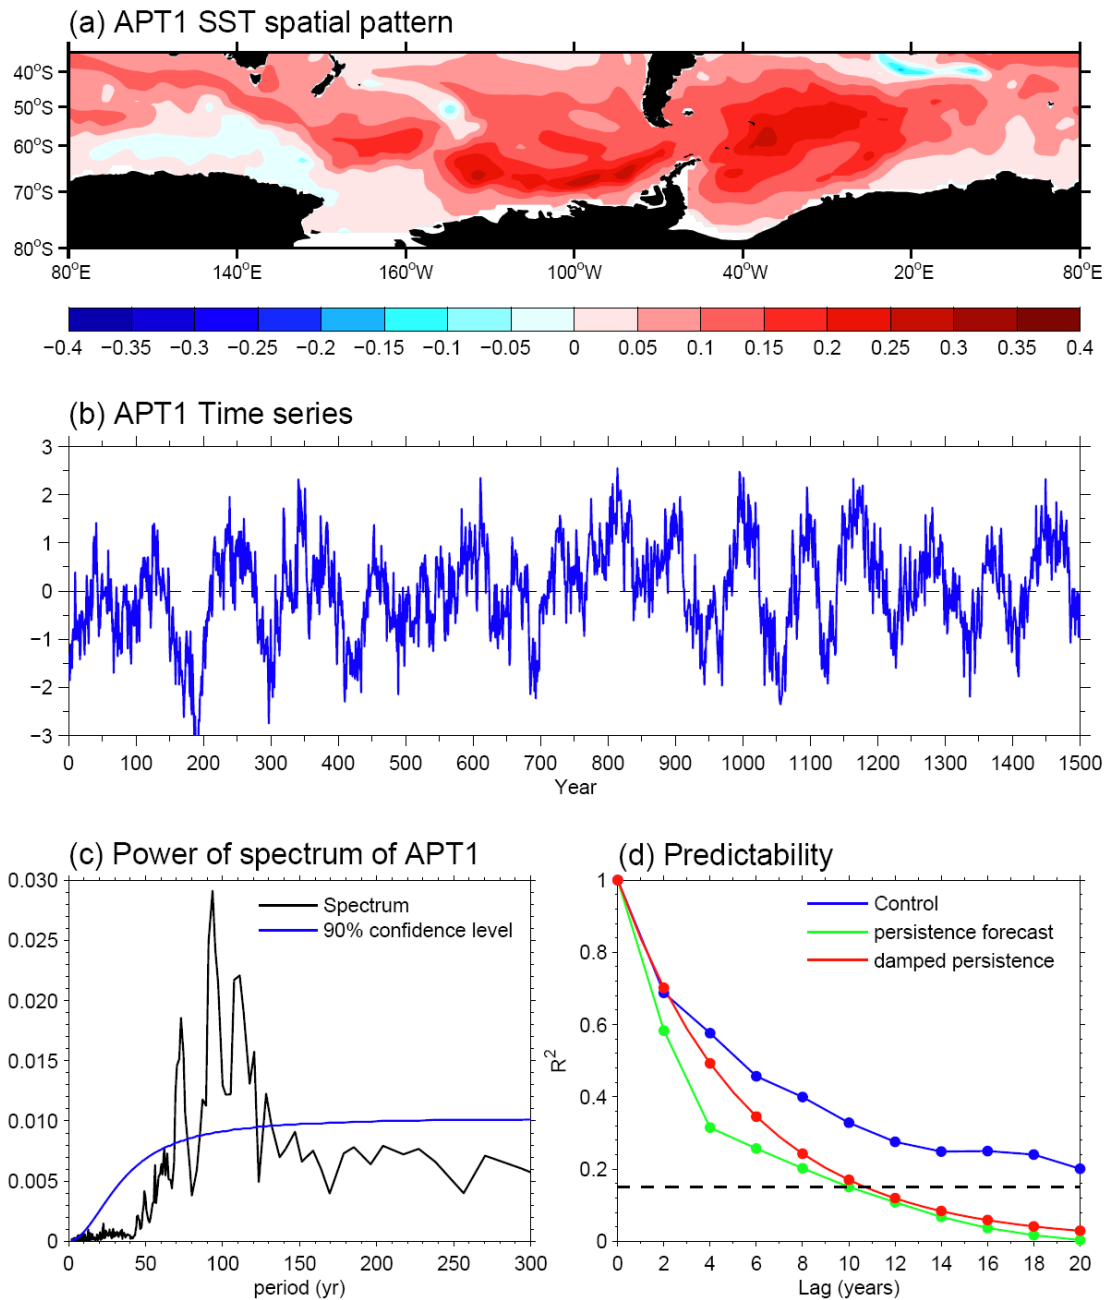 (a) APT1 SST spatial pattern
40°S
50°S
60°S
70°S
80°S
80°E 140°E 160°W 100°W 40°W 20°E 80°E
−0.4 −0.35 −0.3 −0.25 −0.2 −0.15 −0.1 −0.05 0 0.05 0.1 0.15 0.2 0.25 0.3 0.35 0.4
(b) APT1 Time series
3
2
1
0
−1
−2
−3
0 100 200 300 400 500 600 700 800 900 1000 1100 1200 1300 1400 1500
Year
(c) Power of spectrum of APT1
0.030
0.025
0.020
0.015
0.010
0.005
0
Spectrum
90% confidence level
0 50 100 150 200 250 300
period (yr)
(d) Predictability
1
0.8
0.6
0.4
0.2
0
R²
Control
persistence forecast
damped persistence
0 2 4 6 8 10 12 14 16 18 20
Lag (years)